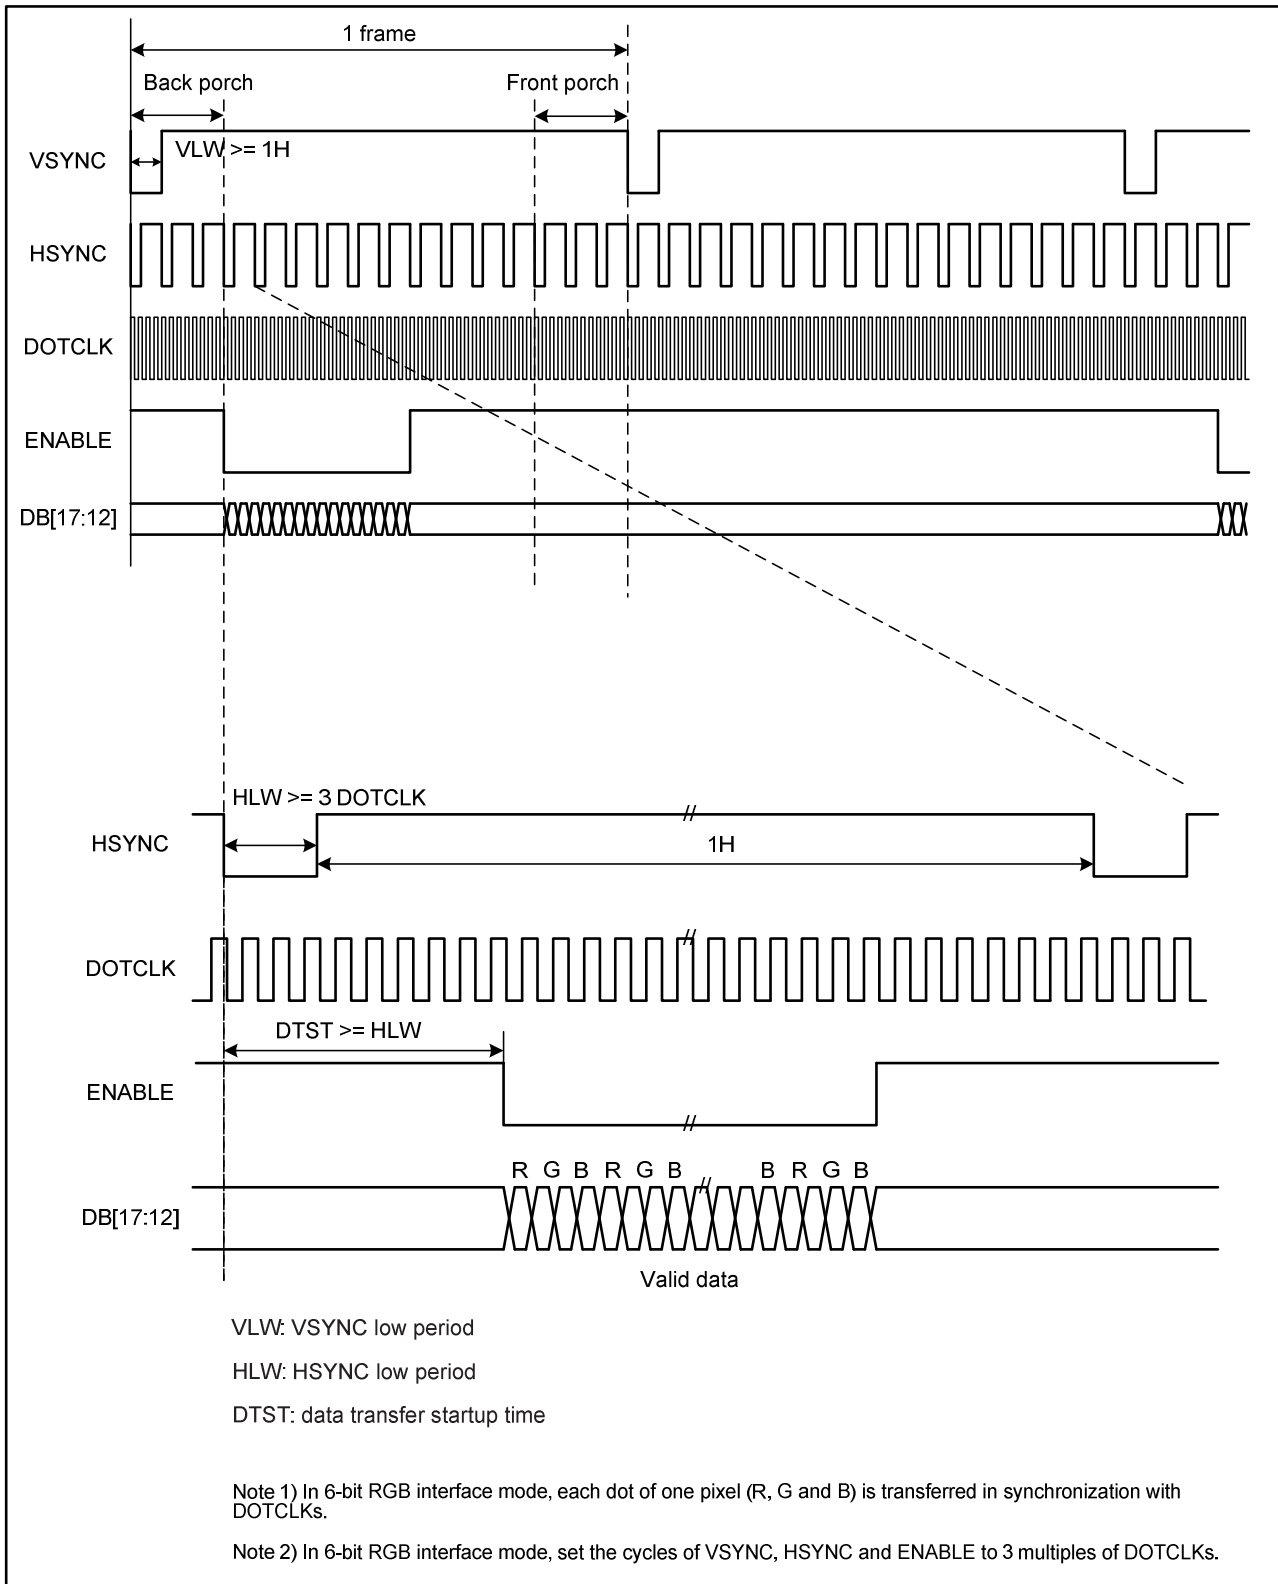 1 frame
Back porch
Front porch
VLW >= 1H
VSYNC
HSYNC
DOTCLK
ENABLE
DB[17:12]
HLW >= 3 DOTCLK
//
HSYNC
1H
//
DOTCLK
DTST >= HLW
ENABLE
//
R G B R G B B R G B
//
DB[17:12]
Valid data
VLW: VSYNC low period
HLW: HSYNC low period
DTST: data transfer startup time
Note 1) In 6-bit RGB interface mode, each dot of one pixel (R, G and B) is transferred in synchronization with
DOTCLKs.
Note 2) In 6-bit RGB interface mode, set the cycles of VSYNC, HSYNC and ENABLE to 3 multiples of DOTCLKs.